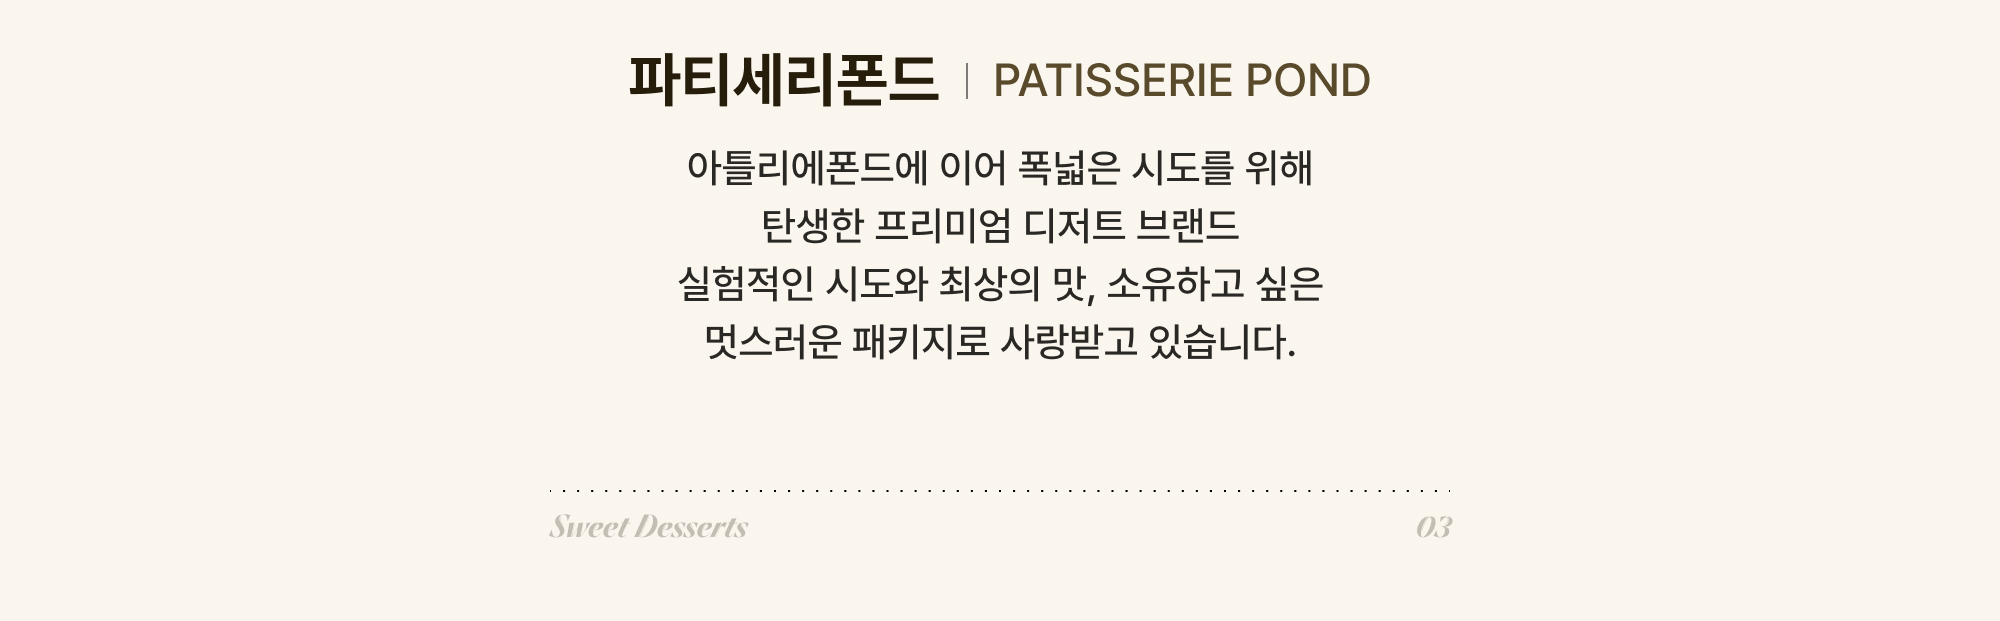 파티세리폰드 | PATISSERIE POND
아틀리에폰드에 이어 폭넓은 시도를 위해
탄생한 프리미엄 디저트 브랜드
실험적인 시도와 최상의 맛, 소유하고 싶은
멋스러운 패키지로 사랑받고 있습니다.
Sweet Desserts 03